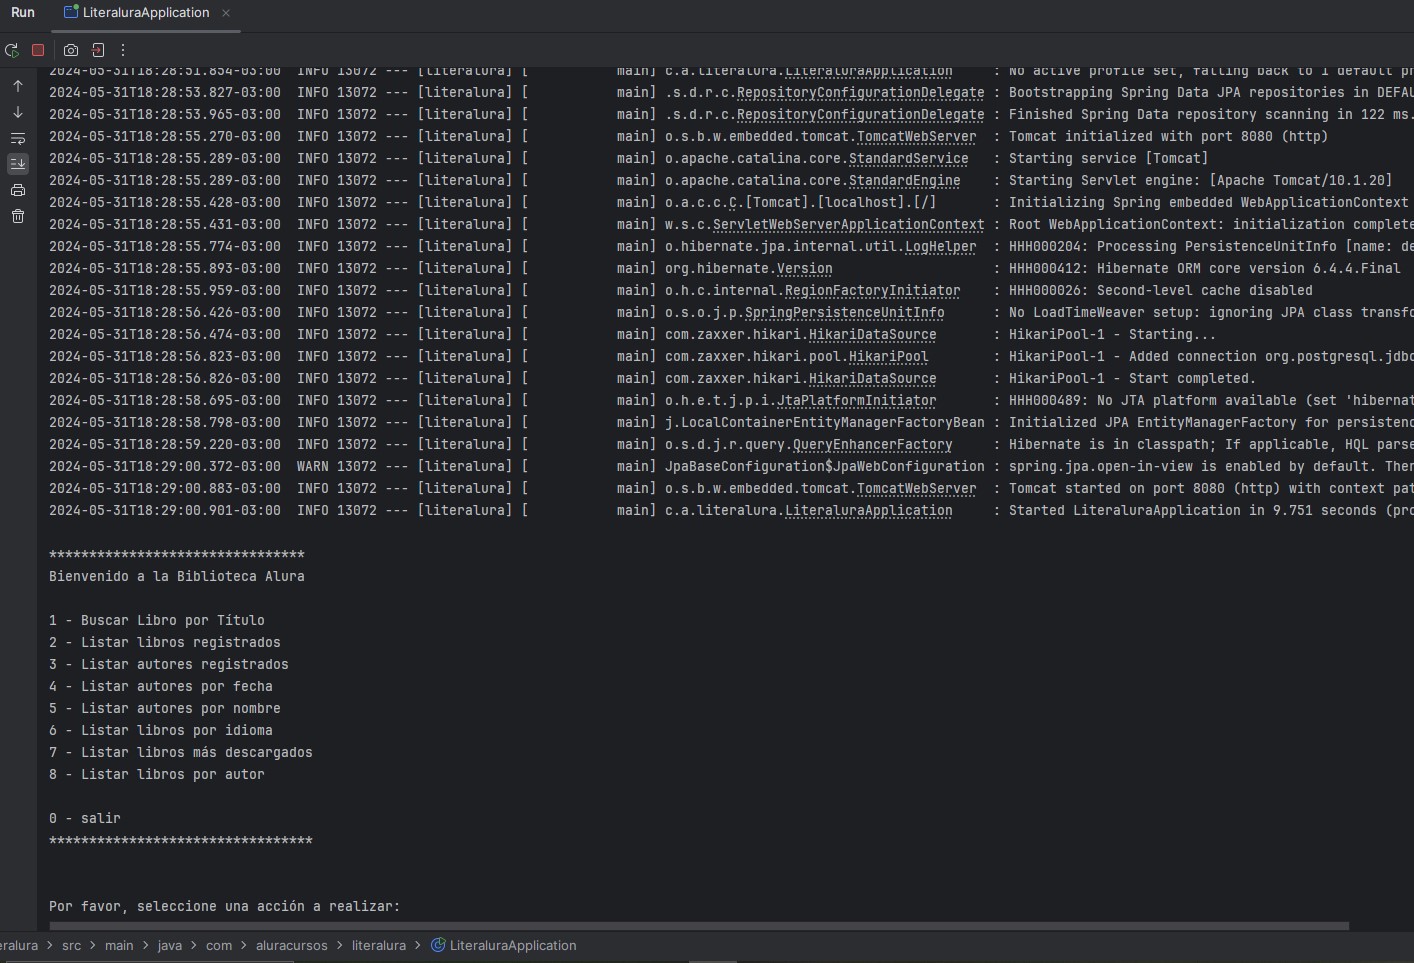 Run LiteraluraApplication
2024-05-31T18:28:51.854-03:00 INFO 13072 --- [literalura] [ main] c.a.literalura.LiteraluraApplication : No active profile set, falling back to 1 default
2024-05-31T18:28:53.827-03:00 INFO 13072 --- [literalura] [ main] .s.d.r.c.RepositoryConfigurationDelegate : Bootstrapping Spring Data JPA repositories in DEFAU
2024-05-31T18:28:53.965-03:00 INFO 13072 --- [literalura] [ main] .s.d.r.c.RepositoryConfigurationDelegate : Finished Spring Data repository scanning in 122 ms.
2024-05-31T18:28:55.270-03:00 INFO 13072 --- [literalura] [ main] o.s.b.w.embedded.tomcat.TomcatWebServer : Tomcat initialized with port 8080 (http)
2024-05-31T18:28:55.289-03:00 INFO 13072 --- [literalura] [ main] o.apache.catalina.core.StandardService : Starting service [Tomcat]
2024-05-31T18:28:55.289-03:00 INFO 13072 --- [literalura] [ main] o.apache.catalina.core.StandardEngine : Starting Servlet engine: [Apache Tomcat/10.1.20]
2024-05-31T18:28:55.428-03:00 INFO 13072 --- [literalura] [ main] o.a.c.c.C.[Tomcat].[localhost].[/] : Initializing Spring embedded WebApplicationContext
2024-05-31T18:28:55.431-03:00 INFO 13072 --- [literalura] [ main] w.s.c.ServletWebServerApplicationContext : Root WebApplicationContext: initialization complete
2024-05-31T18:28:55.774-03:00 INFO 13072 --- [literalura] [ main] o.hibernate.jpa.internal.util.LogHelper : HHH000204: Processing PersistenceUnitInfo [name: de
2024-05-31T18:28:55.893-03:00 INFO 13072 --- [literalura] [ main] org.hibernate.Version : HHH000412: Hibernate ORM core version 6.4.4.Final
2024-05-31T18:28:55.959-03:00 INFO 13072 --- [literalura] [ main] o.h.c.internal.RegionFactoryInitiator : HHH000026: Second-level cache disabled
2024-05-31T18:28:56.426-03:00 INFO 13072 --- [literalura] [ main] o.s.o.j.p.SpringPersistenceUnitInfo : No LoadTimeWeaver setup: ignoring JPA class transfo
2024-05-31T18:28:56.474-03:00 INFO 13072 --- [literalura] [ main] com.zaxxer.hikari.HikariDataSource : HikariPool-1 - Starting...
2024-05-31T18:28:56.823-03:00 INFO 13072 --- [literalura] [ main] com.zaxxer.hikari.pool.HikariPool : HikariPool-1 - Added connection org.postgresql.jdbc
2024-05-31T18:28:56.826-03:00 INFO 13072 --- [literalura] [ main] com.zaxxer.hikari.HikariDataSource : HikariPool-1 - Start completed.
2024-05-31T18:28:58.695-03:00 INFO 13072 --- [literalura] [ main] o.h.e.t.j.p.i.JtaPlatformInitiator : HHH000489: No JTA platform available (set 'hibernat
2024-05-31T18:28:58.798-03:00 INFO 13072 --- [literalura] [ main] j.LocalContainerEntityManagerFactoryBean : Initialized JPA EntityManagerFactory for persistenc
2024-05-31T18:28:59.220-03:00 INFO 13072 --- [literalura] [ main] o.s.d.j.r.query.QueryEnhancerFactory : Hibernate is in classpath; If applicable, HQL parse
2024-05-31T18:29:00.372-03:00 WARN 13072 --- [literalura] [ main] JpaBaseConfiguration$JpaWebConfiguration : spring.jpa.open-in-view is enabled by default. Ther
2024-05-31T18:29:00.883-03:00 INFO 13072 --- [literalura] [ main] o.s.b.w.embedded.tomcat.TomcatWebServer : Tomcat started on port 8080 (http) with context pat
2024-05-31T18:29:00.901-03:00 INFO 13072 --- [literalura] [ main] c.a.literalura.LiteraluraApplication : Started LiteraluraApplication in 9.751 seconds (pro
********************************
Bienvenido a la Biblioteca Alura
1 - Buscar Libro por Título
2 - Listar libros registrados
3 - Listar autores registrados
4 - Listar autores por fecha
5 - Listar autores por nombre
6 - Listar libros por idioma
7 - Listar libros más descargados
8 - Listar libros por autor
0 - salir
*********************************
Por favor, seleccione una acción a realizar:
eralura > src > main > java > com > aluracursos > literalura > LiteraluraApplication